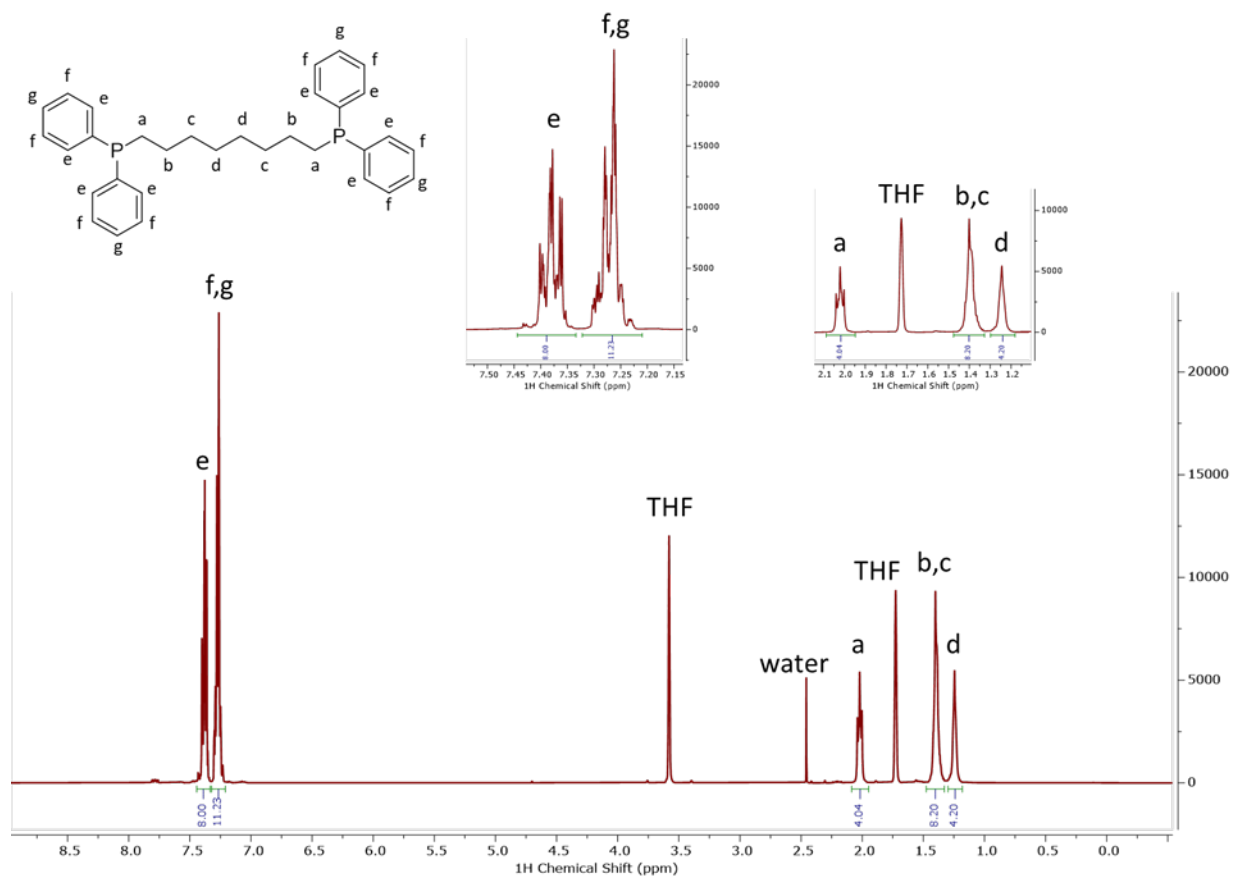 f,g
g
f
f
e
e
P
a
b
c
d
d
c
b
a
P
e
e
f
f
g
g
f
f
e
e
e
e
f
f
g
e
f
g
f
e
7.50 7.45 7.40 7.35 7.30 7.25 7.20 7.15
1H Chemical Shift (ppm)
20000
15000
10000
5000
0
8.00
11.23
THF
b,c
a
d
10000
5000
0
4.04
8.20
4.20
2.1 2.0 1.9 1.8 1.7 1.6 1.5 1.4 1.3 1.2
1H Chemical Shift (ppm)
f,g
e
THF
water
a
THF
b,c
d
20000
15000
10000
5000
0
8.00
11.23
4.04
8.20
4.20
8.5 8.0 7.5 7.0 6.5 6.0 5.5 5.0 4.5 4.0 3.5 3.0 2.5 2.0 1.5 1.0 0.5 0.0
1H Chemical Shift (ppm)